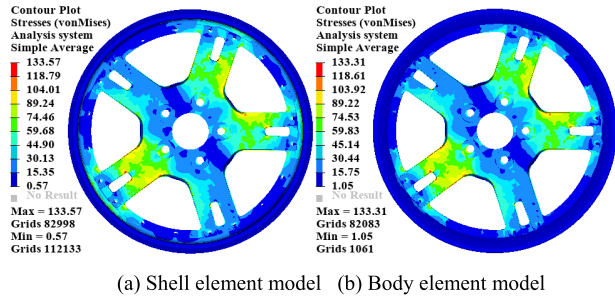 Contour Plot
Stresses (vonMises)
Analysis system
Simple Average
133.57
118.79
104.01
89.24
74.46
59.68
44.90
30.13
15.35
0.57
No Result
Max = 133.57
Grids 82998
Min = 0.57
Grids 112133
Contour Plot
Stresses (vonMises)
Analysis system
Simple Average
133.31
118.61
103.92
89.22
74.53
59.83
45.14
30.44
15.75
1.05
No Result
Max = 133.31
Grids 82083
Min = 1.05
Grids 1061
(a) Shell element model (b) Body element model